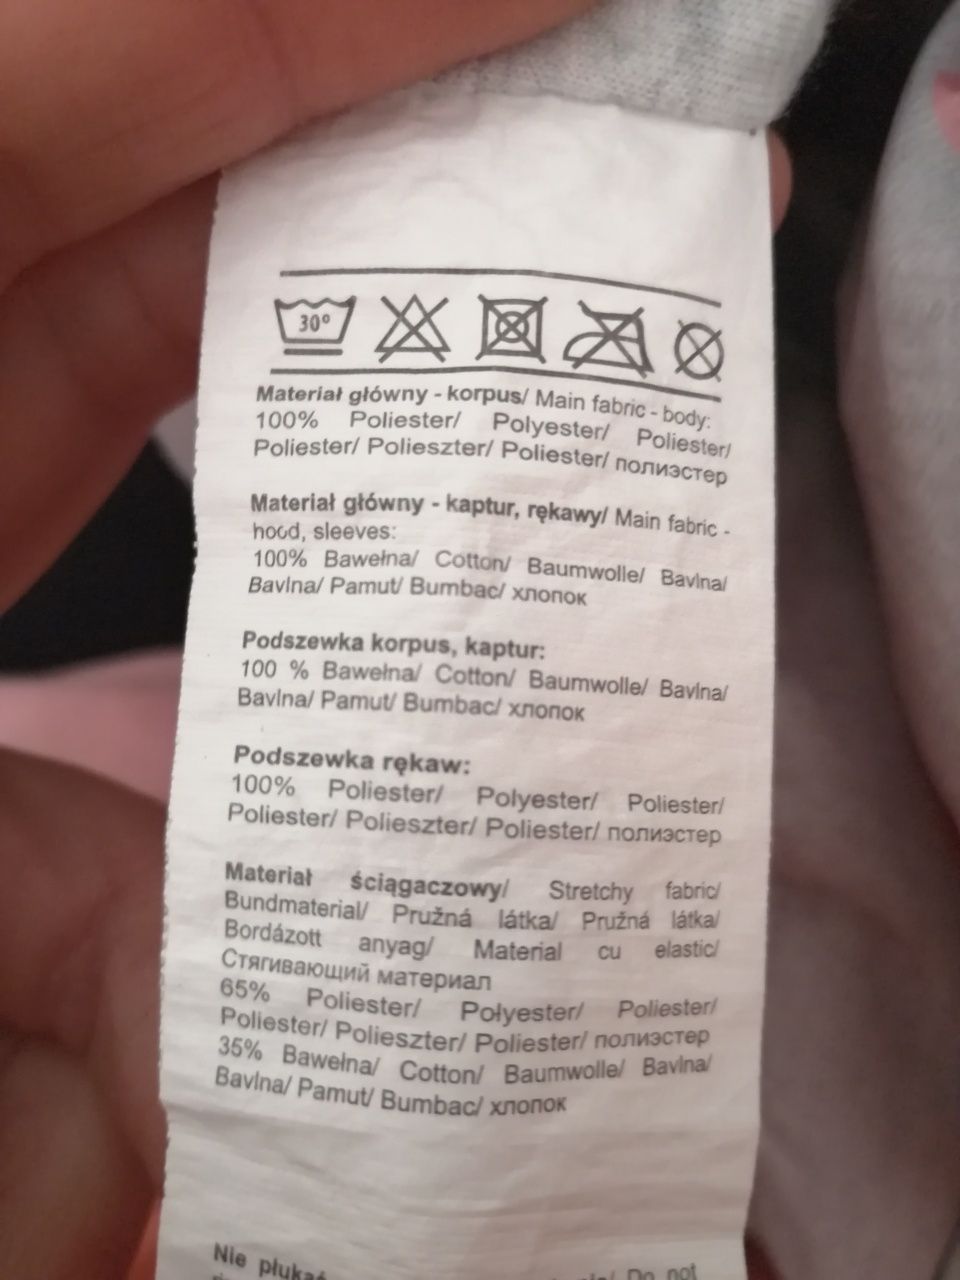 30°
Materiał główny - korpus/ Main fabric - body:
100% Poliester/ Polyester/ Poliester/
Poliester/ Polieszter/ Poliester/ полиэстер
Materiał główny - kaptur, rękawy/ Main fabric -
hood, sleeves:
100% Bawełna/ Cotton/ Baumwolle/ Bavlna/
Bavlna/ Pamut/ Bumbac/ хлопок
Podszewka korpus, kaptur:
100 % Bawełna/ Cotton/ Baumwolle/ Bavlna/
Bavlna/ Pamut/ Bumbac/ хлопок
Podszewka rękaw:
100% Poliester/ Polyester/ Poliester/
Poliester/ Polieszter/ Poliester/ полиэстер
Materiał ściągaczowy/ Stretchy fabric/
Bundmaterial/ Pružná látka/ Pružná látka/
Bordázott anyag/ Material cu elastic/
Стягивающий материал
65% Poliester/ Polyester/ Poliester/
Poliester/ Polieszter/ Poliester/ полиэстер
35% Bawełna/ Cotton/ Baumwolle/ Bavlna/
Bavlna/ Pamut/ Bumbac/ хлопок
Nie płukać Do not